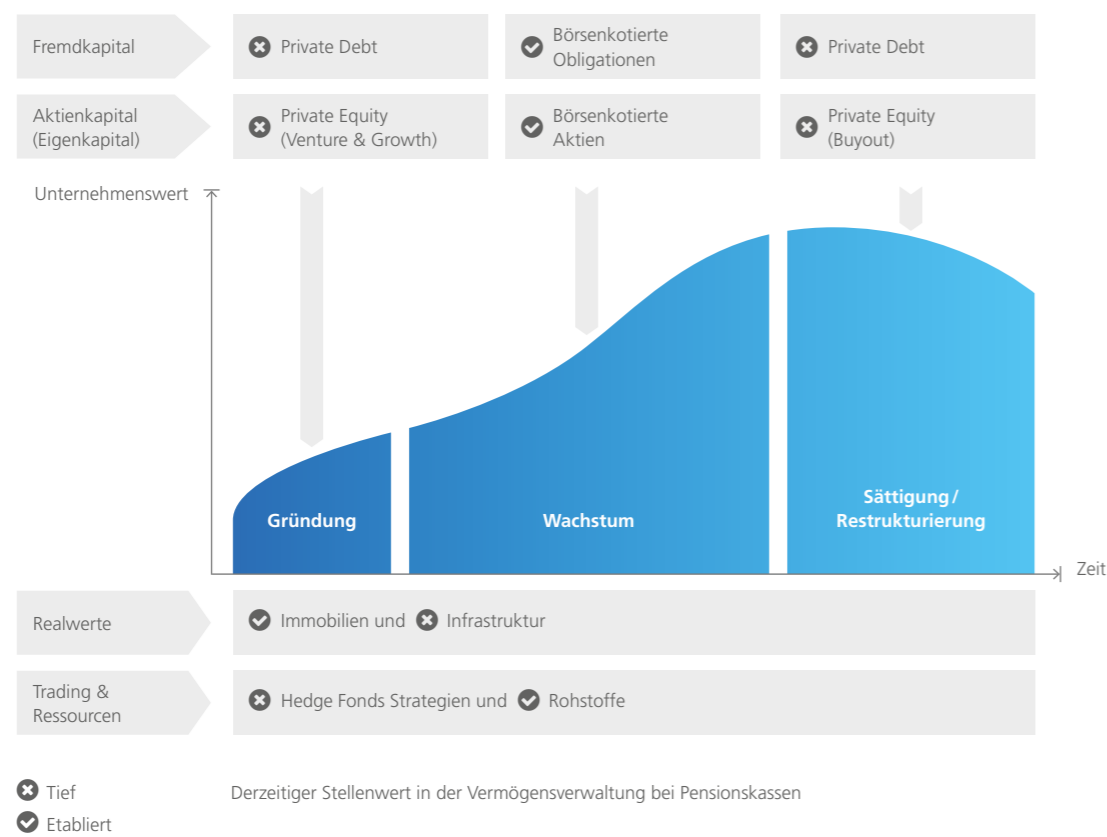 Fremdkapital
Private Debt
Börsenkotierte
Obligationen
Private Debt
Aktienkapital
(Eigenkapital)
Private Equity
(Venture & Growth)
Börsenkotierte
Aktien
Private Equity
(Buyout)
Unternehmenswert
Gründung
Wachstum
Sättigung /
Restrukturierung
Zeit
Realwerte
Immobilien und Infrastruktur
Trading &
Ressourcen
Hedge Fonds Strategien und Rohstoffe
Tief
Derzeitiger Stellenwert in der Vermögensverwaltung bei Pensionskassen
Etabliert